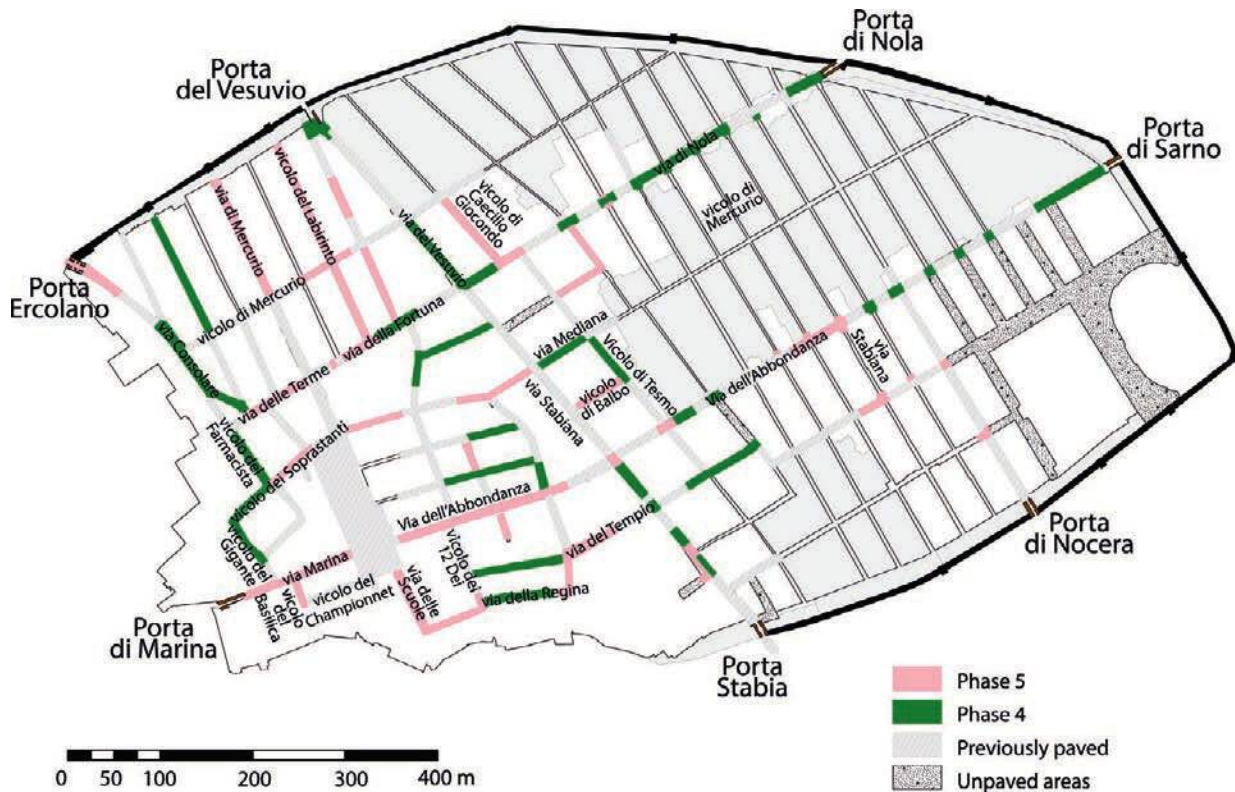 Porta
di Nola
Porta
del Vesuvio
Porta
di Sarno
Porta
Ercolano
Porta
di Marina
Porta
di Nocera
Porta
Stabia
via di Nola
vicolo di
Mercurio
vicolo del Labirinto
via di Mercurio
vicolo di
Caecilio
Giocondo
via del Vesuvio
vicolo di Mercurio
via Consolare
via della Fortuna
via delle Terme
via Mediana
Vicolo di Tesmo
vicolo
di Balbo
via Stabiana
Via dell'Abbondanza
via
Stabiana
vicolo del
Farmacista
vicolo dei Soprastanti
Via dell'Abbondanza
vicolo del
Gigante
via Marina
vicolo
del
Basilica
vicolo del
Championnet
via delle
Scuole
vicolo dei
12 Dei
via del Tempio
via della Regina
Phase 5
Phase 4
Previously paved
Unpaved areas
0 50 100 200 300 400 m